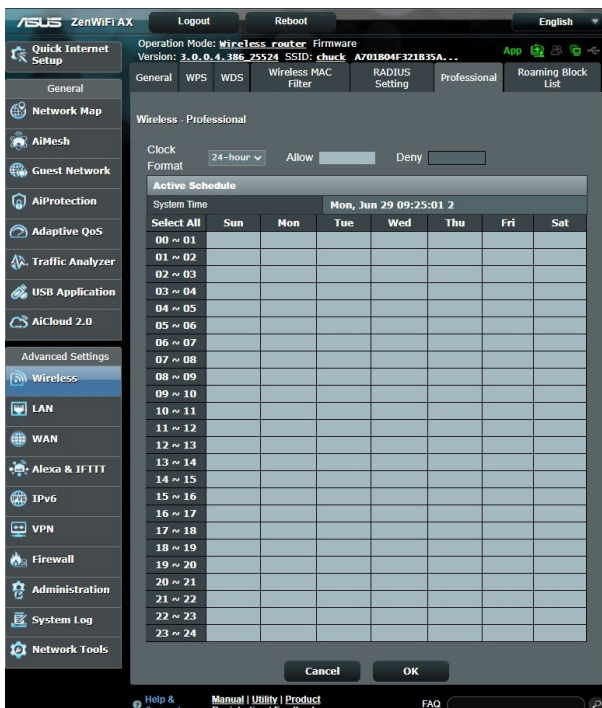 ASUS ZenWiFi AX Logout Reboot English
Quick Internet Setup
General
Network Map
AiMesh
Guest Network
AiProtection
Adaptive QoS
Traffic Analyzer
USB Application
AiCloud 2.0
Advanced Settings
Wireless
LAN
WAN
Alexa & IFTTT
IPv6
VPN
Firewall
Administration
System Log
Network Tools
Operation Mode: Wireless router Firmware
Version: 3.0.0.4.386_25524 SSID: chuck A701B04F321B35A...
App
General WPS WDS Wireless MAC Filter RADIUS Setting Professional Roaming Block List
Wireless - Professional
Clock Format 24-hour Allow Deny
Active Schedule
System Time Mon, Jun 29 09:25:01 2
Select All Sun Mon Tue Wed Thu Fri Sat
00 ~ 01
01 ~ 02
02 ~ 03
03 ~ 04
04 ~ 05
05 ~ 06
06 ~ 07
07 ~ 08
08 ~ 09
09 ~ 10
10 ~ 11
11 ~ 12
12 ~ 13
13 ~ 14
14 ~ 15
15 ~ 16
16 ~ 17
17 ~ 18
18 ~ 19
19 ~ 20
20 ~ 21
21 ~ 22
22 ~ 23
23 ~ 24
Cancel OK
Help & Manual | Utility | Product FAQ